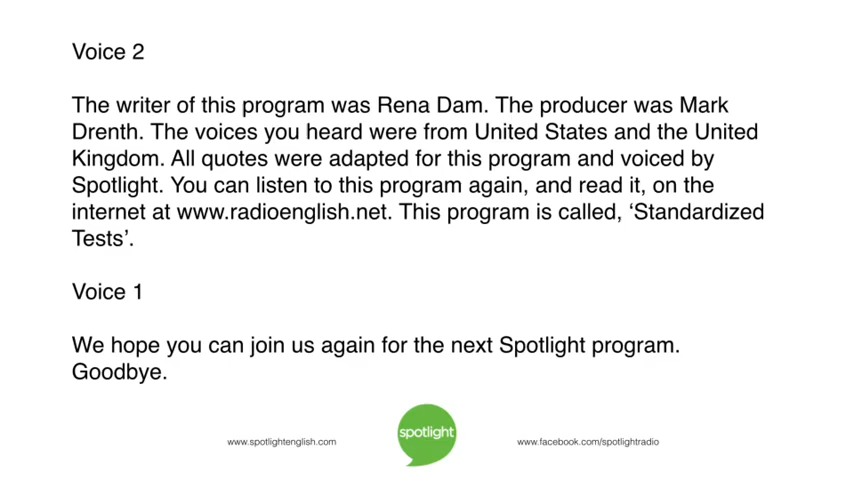 Voice 2
The writer of this program was Rena Dam. The producer was Mark
Drenth. The voices you heard were from United States and the United
Kingdom. All quotes were adapted for this program and voiced by
Spotlight. You can listen to this program again, and read it, on the
internet at www.radioenglish.net. This program is called, ‘Standardized
Tests’.
Voice 1
We hope you can join us again for the next Spotlight program.
Goodbye.
www.spotlightenglish.com
spotlight
www.facebook.com/spotlightradio